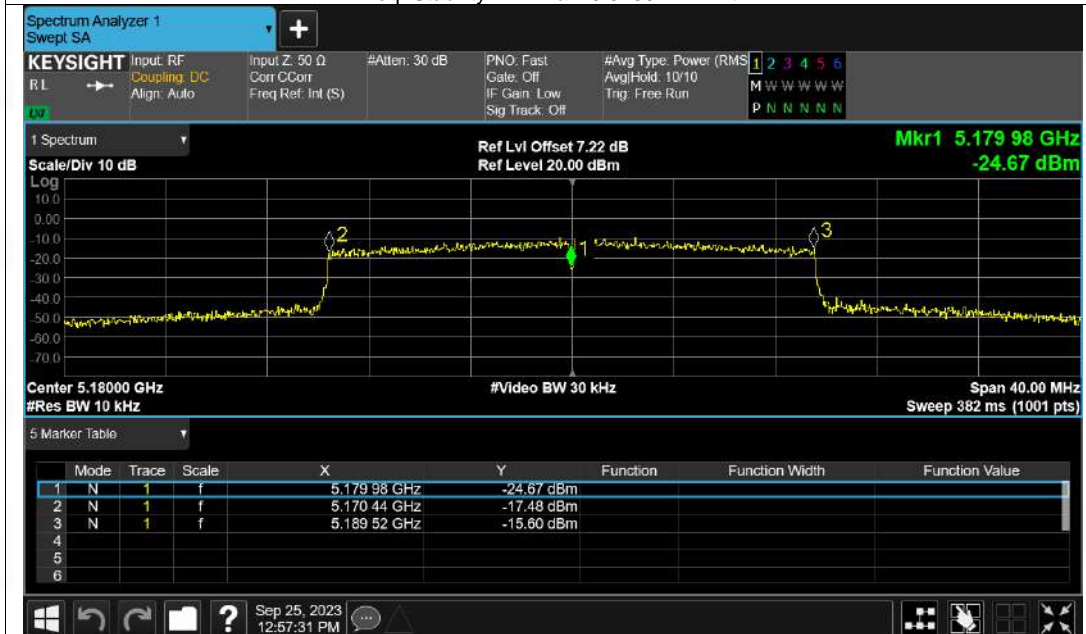 Spectrum Analyzer 1
Swept SA
+
KEYSIGHT Input: RF Input Z: 50 Ω #Atten: 30 dB PNO: Fast #Avg Type: Power (RMS 1 2 3 4 5 6
RL Coupling: DC Corr CCorr Gate: Off Avg|Hold: 10/10 M W W W W W
Align: Auto Freq Ref: Int (S) IF Gain: Low Trig: Free Run
LXI Sig Track: Off P N N N N N
1 Spectrum Ref Lvl Offset 7.22 dB Mkr1 5.179 98 GHz
Scale/Div 10 dB Ref Level 20.00 dBm -24.67 dBm
Log
10.0
0.00
-10.0
-20.0
-30.0
-40.0
-50.0
-60.0
-70.0
2
1
3
Center 5.18000 GHz #Video BW 30 kHz Span 40.00 MHz
#Res BW 10 kHz Sweep 382 ms (1001 pts)
5 Marker Table
Mode Trace Scale X Y Function Function Width Function Value
1 N 1 f 5.179 98 GHz -24.67 dBm
2 N 1 f 5.170 44 GHz -17.48 dBm
3 N 1 f 5.189 52 GHz -15.60 dBm
4
5
6
? Sep 25, 2023
12:57:31 PM